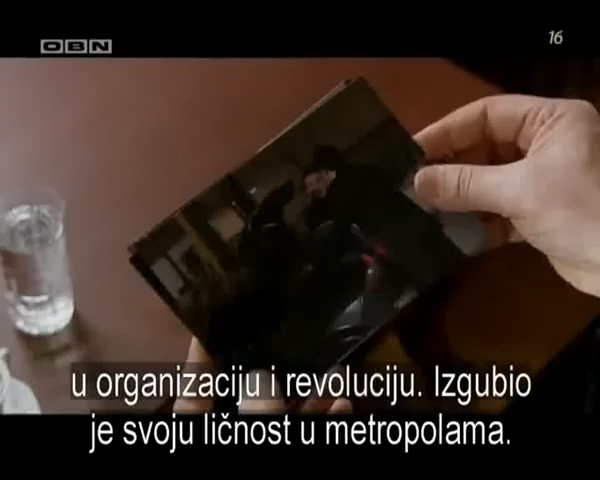 OBN
16
u organizaciju i revoluciju. Izgubio
je svoju ličnost u metropolama.